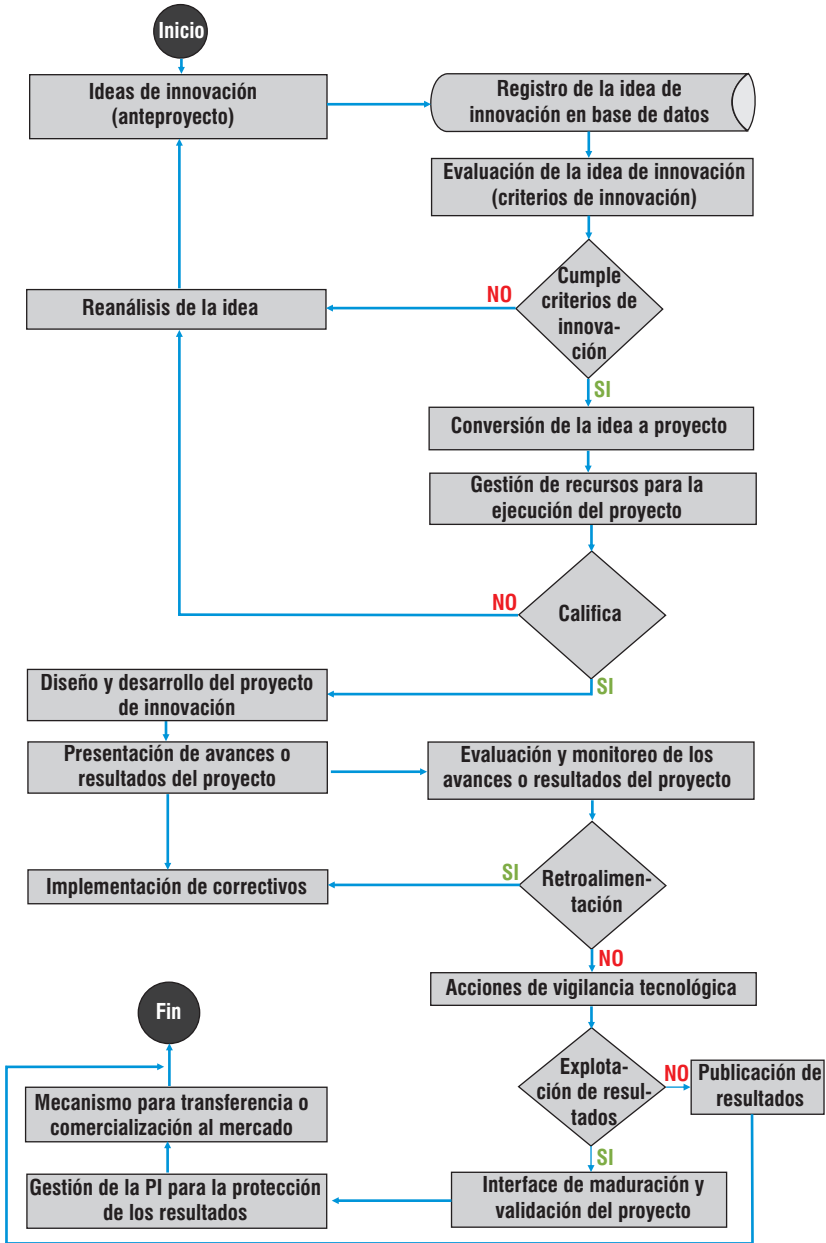 Inicio
Ideas de innovación
(anteproyecto)
Registro de la idea de
innovación en base de datos
Evaluación de la idea de innovación
(criterios de innovación)
Cumple
criterios de
innova-
ción
NO
Reanálisis de la idea
SI
Conversión de la idea a proyecto
Gestión de recursos para la
ejecución del proyecto
Califica
NO
SI
Diseño y desarrollo del proyecto
de innovación
Presentación de avances o
resultados del proyecto
Evaluación y monitoreo de los
avances o resultados del proyecto
Retroalimen-
tación
SI
Implementación de correctivos
NO
Acciones de vigilancia tecnológica
Explota-
ción de resul-
tados
NO
Publicación de
resultados
SI
Interface de maduración y
validación del proyecto
Gestión de la PI para la protección
de los resultados
Mecanismo para transferencia o
comercialización al mercado
Fin